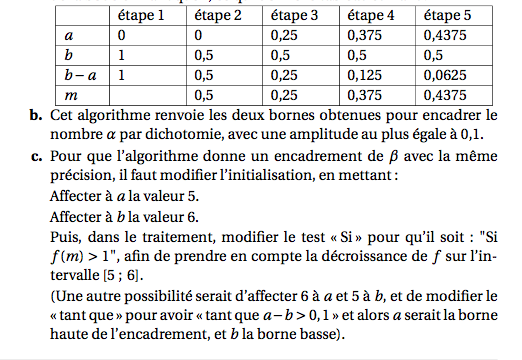 étape 1 étape 2 étape 3 étape 4 étape 5
a 0 0 0,25 0,375 0,4375
b 1 0,5 0,5 0,5 0,5
b − a 1 0,5 0,25 0,125 0,0625
m 0,5 0,25 0,375 0,4375
b. Cet algorithme renvoie les deux bornes obtenues pour encadrer le
nombre α par dichotomie, avec une amplitude au plus égale à 0,1.
c. Pour que l'algorithme donne un encadrement de β avec la même
précision, il faut modifier l'initialisation, en mettant :
Affecter à a la valeur 5.
Affecter à b la valeur 6.
Puis, dans le traitement, modifier le test « Si » pour qu'il soit : "Si
f(m) > 1", afin de prendre en compte la décroissance de f sur l'in-
tervalle [5 ; 6].
(Une autre possibilité serait d'affecter 6 à a et 5 à b, et de modifier le
« tant que » pour avoir « tant que a − b > 0,1 » et alors a serait la borne
haute de l'encadrement, et b la borne basse).